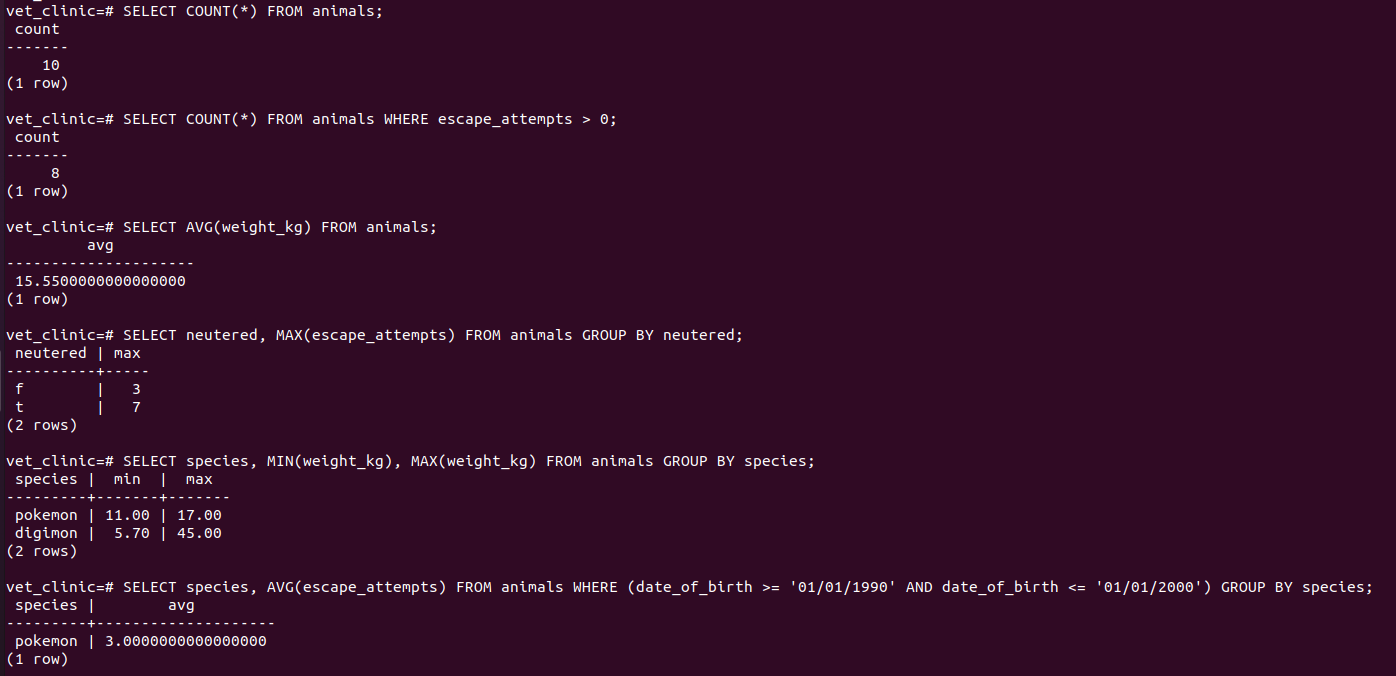 vet_clinic=# SELECT COUNT(*) FROM animals;
 count
-------
    10
(1 row)

vet_clinic=# SELECT COUNT(*) FROM animals WHERE escape_attempts > 0;
 count
-------
     8
(1 row)

vet_clinic=# SELECT AVG(weight_kg) FROM animals;
         avg
---------------------
 15.5500000000000000
(1 row)

vet_clinic=# SELECT neutered, MAX(escape_attempts) FROM animals GROUP BY neutered;
 neutered | max
----------+-----
 f        |   3
 t        |   7
(2 rows)

vet_clinic=# SELECT species, MIN(weight_kg), MAX(weight_kg) FROM animals GROUP BY species;
 species |  min  |  max
---------+-------+-------
 pokemon | 11.00 | 17.00
 digimon |  5.70 | 45.00
(2 rows)

vet_clinic=# SELECT species, AVG(escape_attempts) FROM animals WHERE (date_of_birth >= '01/01/1990' AND date_of_birth <= '01/01/2000') GROUP BY species;
 species |        avg
---------+--------------------
 pokemon | 3.0000000000000000
(1 row)